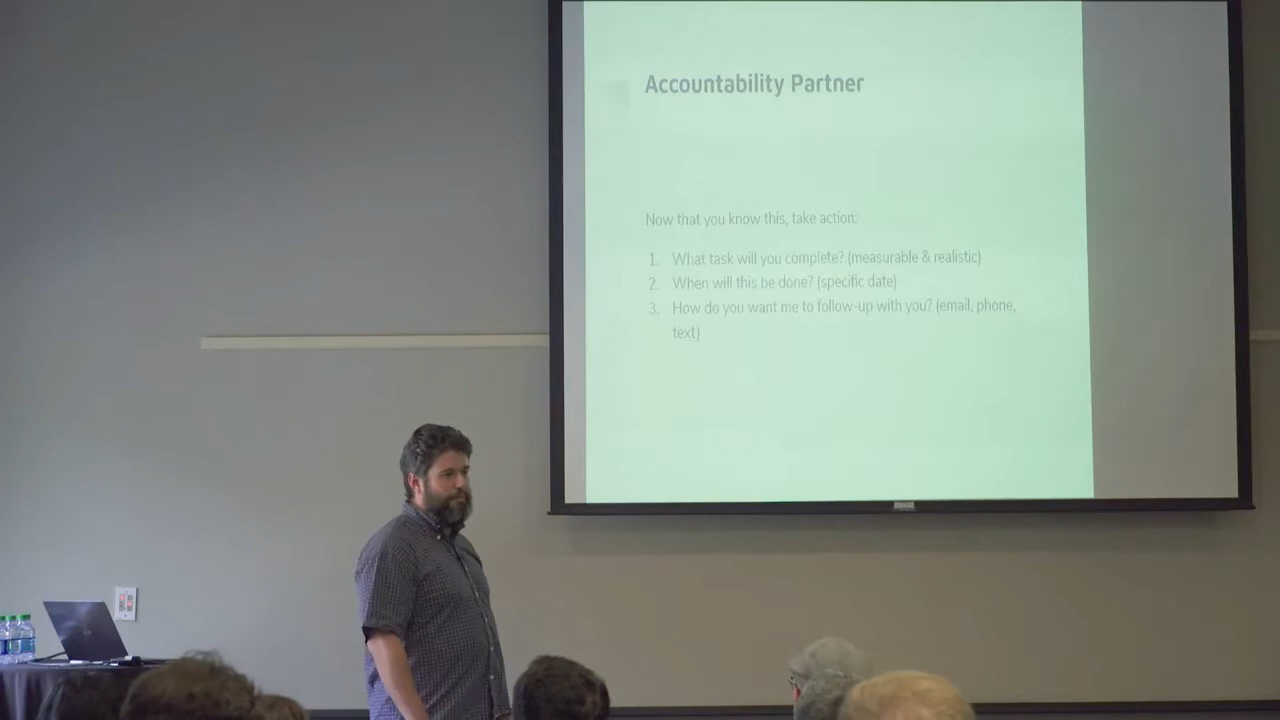 Accountability Partner
Now that you know this, take action:
1. What task will you complete? (measurable & realistic)
2. When will this be done? (specific date)
3. How do you want me to follow-up with you? (email, phone,
text)